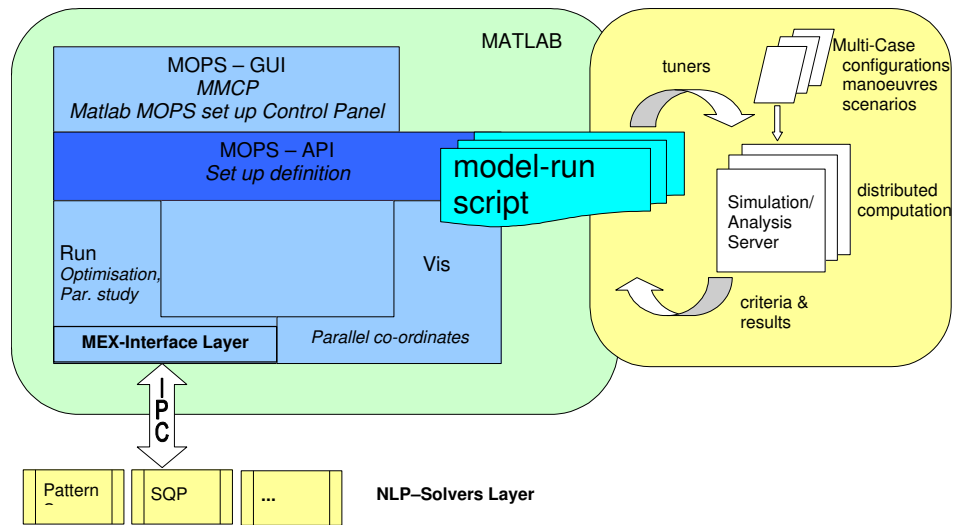 MATLAB
MOPS – GUI
MMCP
Matlab MOPS set up Control Panel
MOPS – API
Set up definition
model-run
script
Run
Optimisation,
Par. study
Vis
Parallel co-ordinates
MEX-Interface Layer
IPC
Pattern
SQP
...
NLP–Solvers Layer
tuners
Multi-Case
configurations
manoeuvres
scenarios
Simulation/
Analysis
Server
distributed
computation
criteria &
results